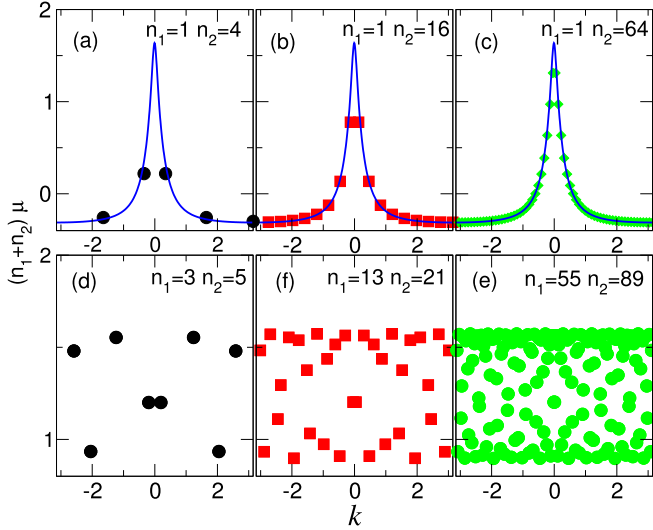 (a) n₁=1 n₂=4
(b) n₁=1 n₂=16
(c) n₁=1 n₂=64
2
1
0
-2 0 2
-2 0 2
-2 0 2
(n₁+n₂) μ
(d) n₁=3 n₂=5
(f) n₁=13 n₂=21
(e) n₁=55 n₂=89
2
1
-2 0 2
-2 0 2
-2 0 2
k